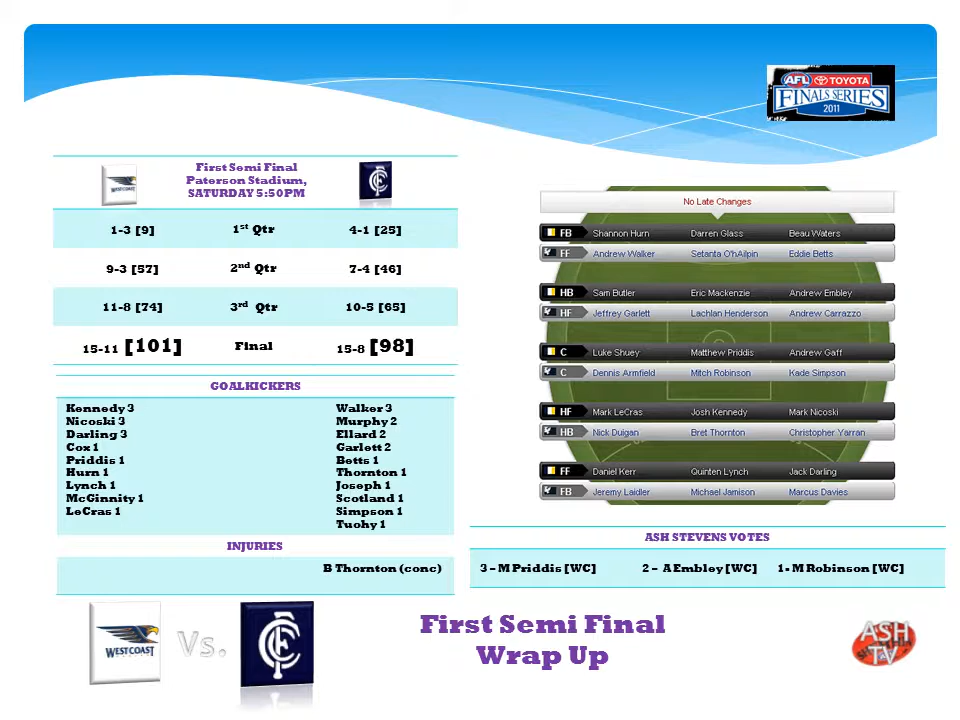 AFL TOYOTA
FINALS SERIES
2011
First Semi Final
Paterson Stadium,
SATURDAY 5:50PM
WEST COAST
1-3 [9] 1st Qtr 4-1 [25]
9-3 [57] 2nd Qtr 7-4 [46]
11-8 [74] 3rd Qtr 10-5 [65]
15-11 [101] Final 15-8 [98]
GOALKICKERS
Kennedy 3 Walker 3
Nicoski 3 Murphy 2
Darling 3 Ellard 2
Cox 1 Garlett 2
Priddis 1 Betts 1
Hurn 1 Thornton 1
Lynch 1 Joseph 1
McGinnity 1 Scotland 1
LeCras 1 Simpson 1
Tuohy 1
INJURIES
B Thornton (conc)
No Late Changes
FB Shannon Hurn Darren Glass Beau Waters
FF Andrew Walker Setanta O'hAilpin Eddie Betts
HB Sam Butler Eric Mackenzie Andrew Embley
HF Jeffrey Garlett Lachlan Henderson Andrew Carrazzo
C Luke Shuey Matthew Priddis Andrew Gaff
C Dennis Armfield Mitch Robinson Kade Simpson
HF Mark LeCras Josh Kennedy Mark Nicoski
HB Nick Duigan Bret Thornton Christopher Yarran
FF Daniel Kerr Quinten Lynch Jack Darling
FB Jeremy Laidler Michael Jamison Marcus Davies
ASH STEVENS VOTES
3 – M Priddis [WC] 2 – A Embley [WC] 1- M Robinson [WC]
WEST COAST
Vs.
First Semi Final
Wrap Up
ASH
TV